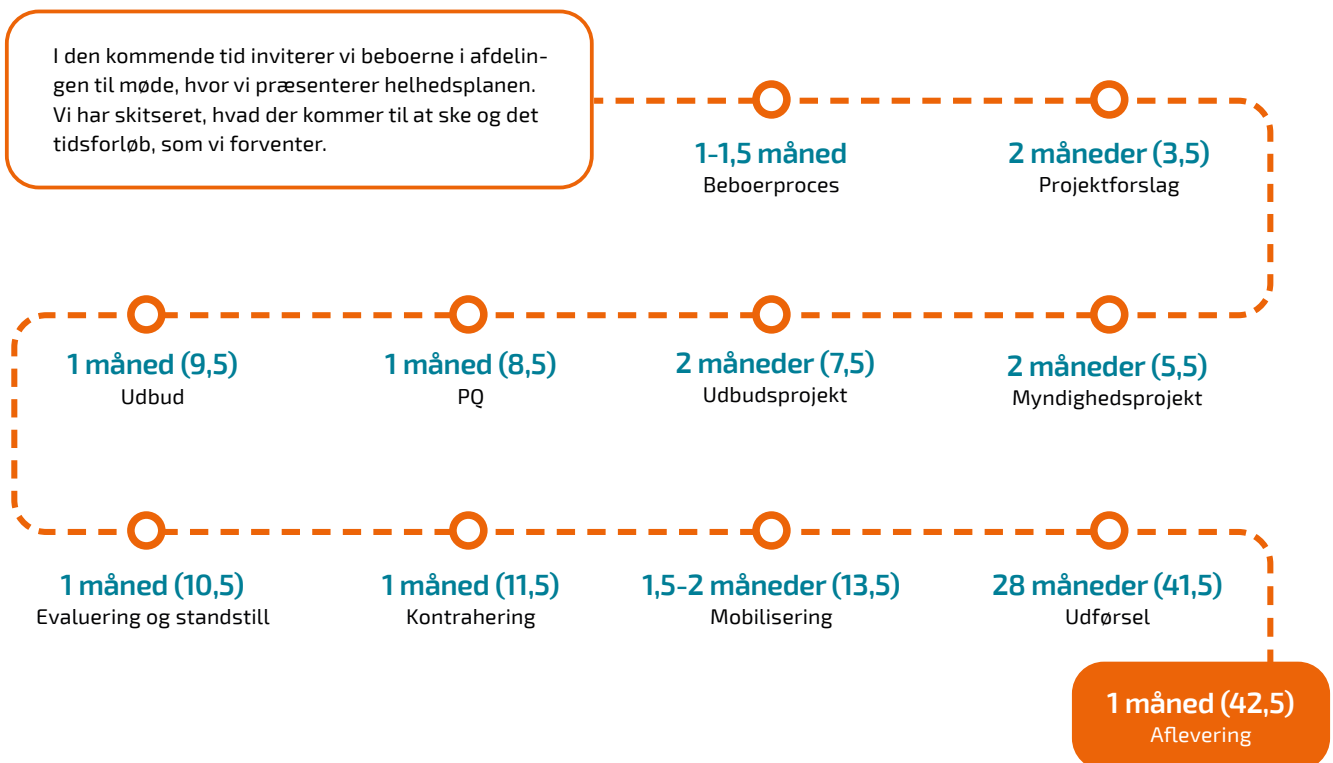 I den kommende tid inviterer vi beboerne i afdelin-
gen til møde, hvor vi præsenterer helhedsplanen.
Vi har skitseret, hvad der kommer til at ske og det
tidsforløb, som vi forventer.
1-1,5 måned
Beboerproces
2 måneder (3,5)
Projektforslag
2 måneder (5,5)
Myndighedsprojekt
2 måneder (7,5)
Udbudsprojekt
1 måned (8,5)
PQ
1 måned (9,5)
Udbud
1 måned (10,5)
Evaluering og standstill
1 måned (11,5)
Kontrahering
1,5-2 måneder (13,5)
Mobilisering
28 måneder (41,5)
Udførsel
1 måned (42,5)
Aflevering